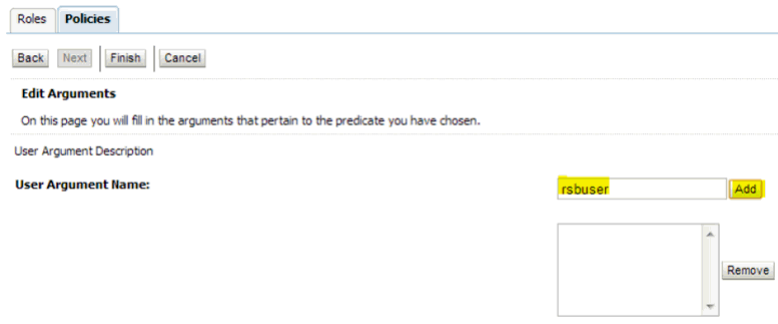 Roles Policies
Back Next Finish Cancel
Edit Arguments
On this page you will fill in the arguments that pertain to the predicate you have chosen.
User Argument Description
User Argument Name:
rsbuser Add
Remove